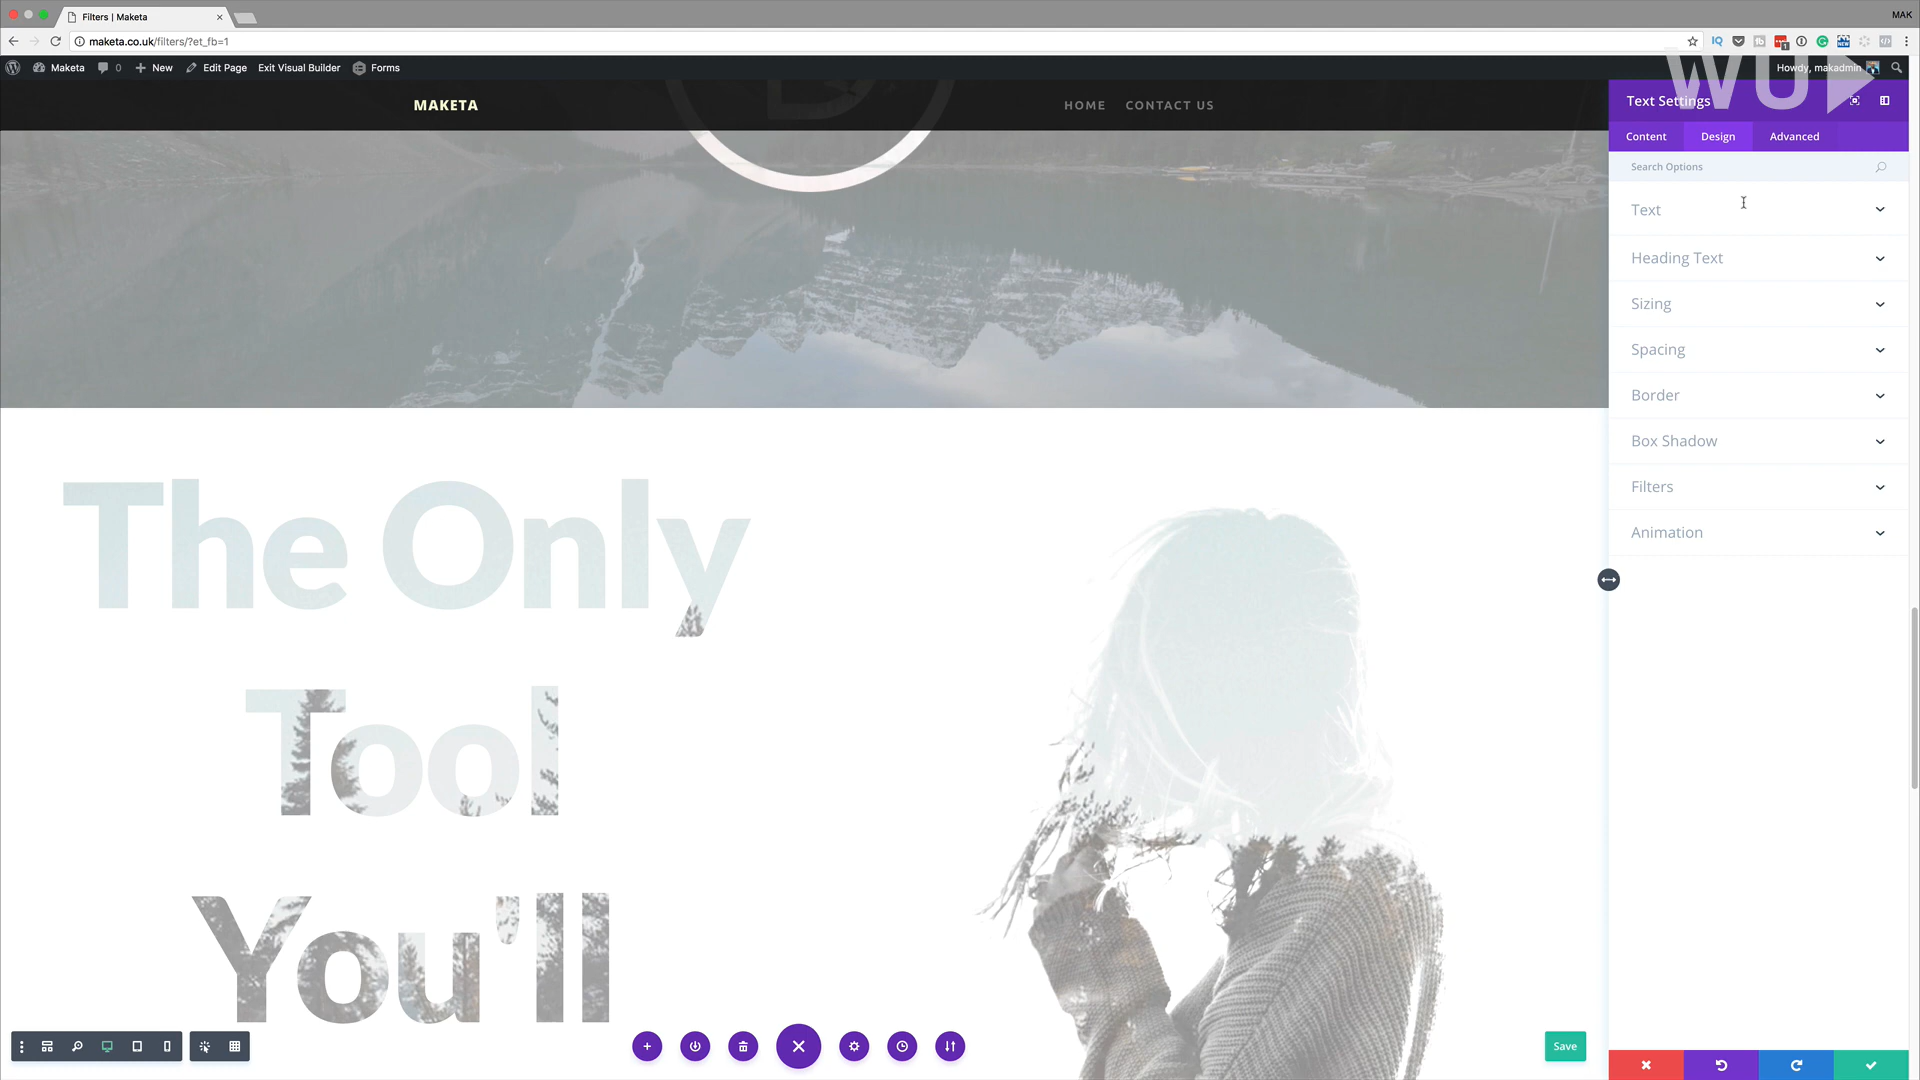 Filters | Maketa
MAK
maketa.co.uk/filters/?et_fb=1
Maketa 0 New Edit Page Exit Visual Builder Forms
Howdy, makadmin
MAKETA
HOME CONTACT US
WU
Text Settings
Content Design Advanced
Search Options
Text
Heading Text
Sizing
Spacing
Border
Box Shadow
Filters
Animation
The Only
Tool
You'll
Save